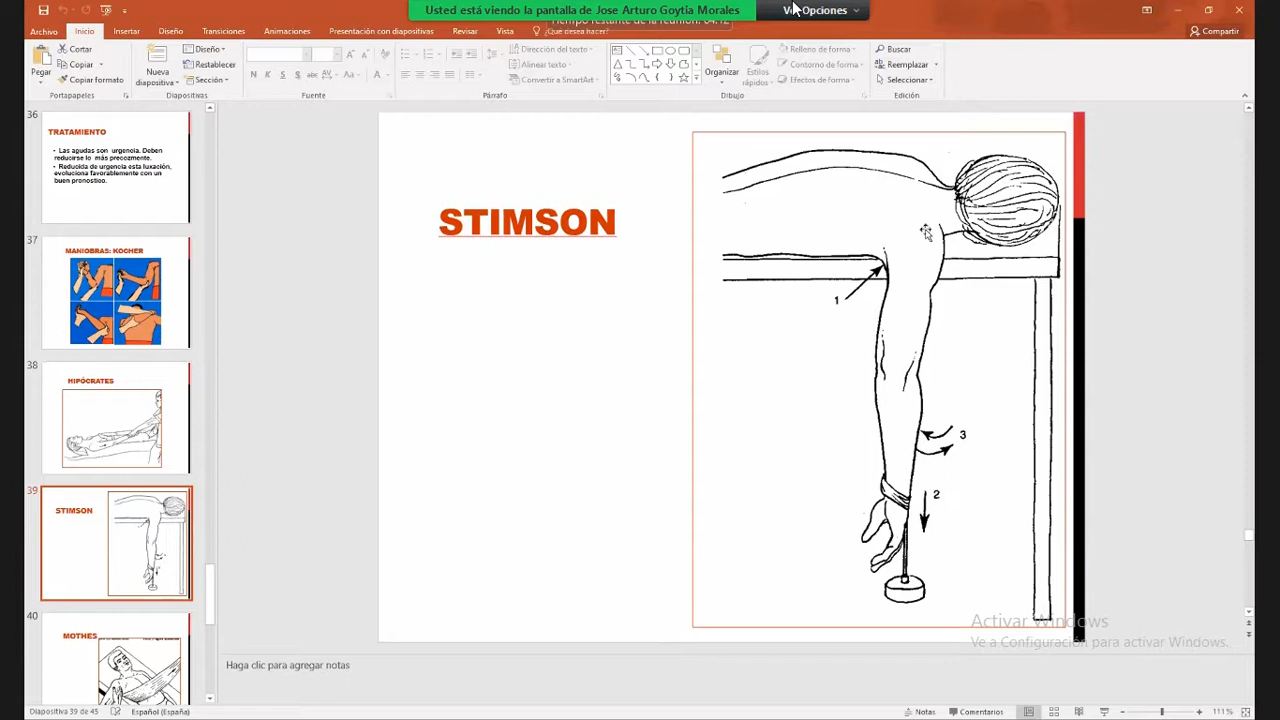 Usted está viendo la pantalla de Jose Arturo Goytía Morales
Opciones
Archivo
Inicio
Insertar
Diseño
Transiciones
Animaciones
Presentación con diapositivas
Revisar
Vista
¿Qué desea hacer?
Compartir
Pegar
Cortar
Copiar
Copiar formato
Portapapeles
Nueva
diapositiva
Diseño
Restablecer
Sección
Diapositivas
N K S S abc AV Aa A
Fuente
Dirección del texto
Alinear texto
Convertir a SmartArt
Párrafo
Organizar
Estilos
rápidos
Relleno de forma
Contorno de forma
Efectos de forma
Dibujo
Buscar
Reemplazar
Seleccionar
Edición
36
TRATAMIENTO
• Las agudas son urgencia. Deben
reducirse lo más precozmente.
• Reducida de urgencia esta luxación,
evoluciona favorablemente con un
buen pronostico.
37
MANIOBRAS: KOCHER
38
HIPÓCRATES
39
STIMSON
40
MOTHES
STIMSON
1
3
2
Activar Windows
Ve a Configuración para activar Windows.
Haga clic para agregar notas
Diapositiva 39 de 45
Español (España)
Notas
Comentarios
111%